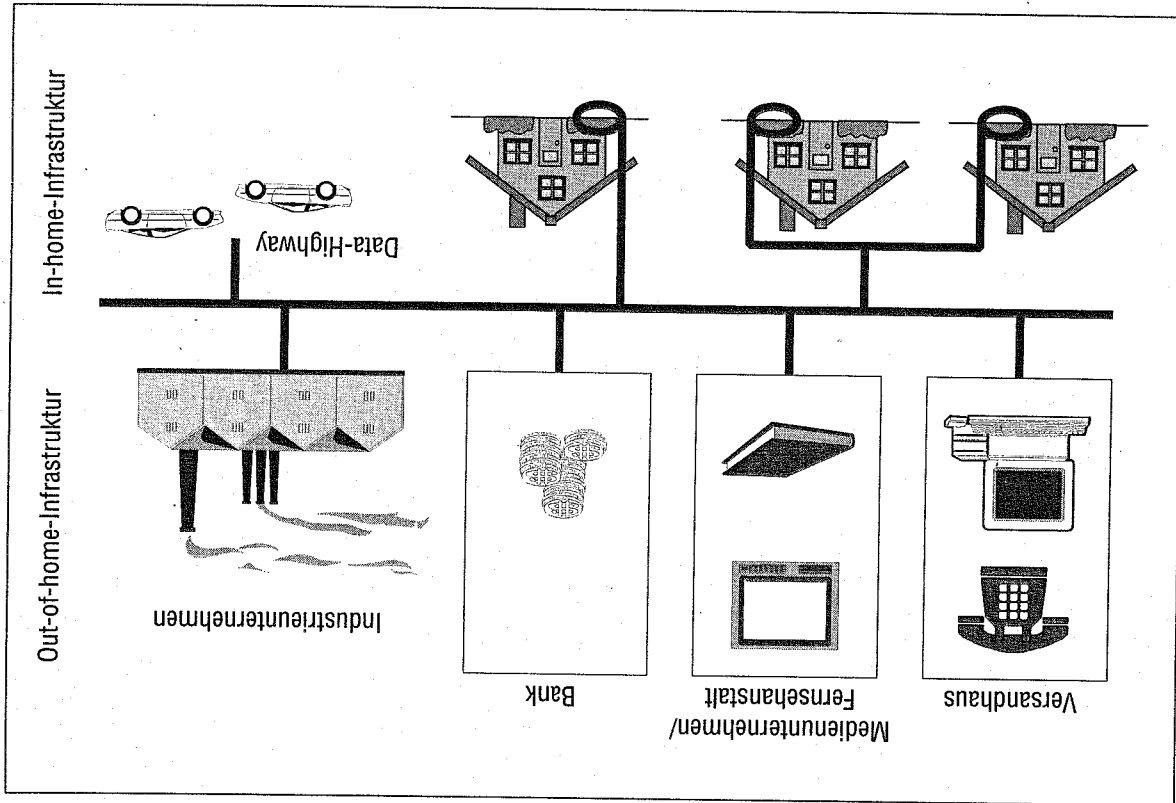 Out-of-home-Infrastruktur
In-home-Infrastruktur
Versandhaus
Medienunternehmen/
Fernsehanstalt
Bank
Industrieunternehmen
Data-Highway